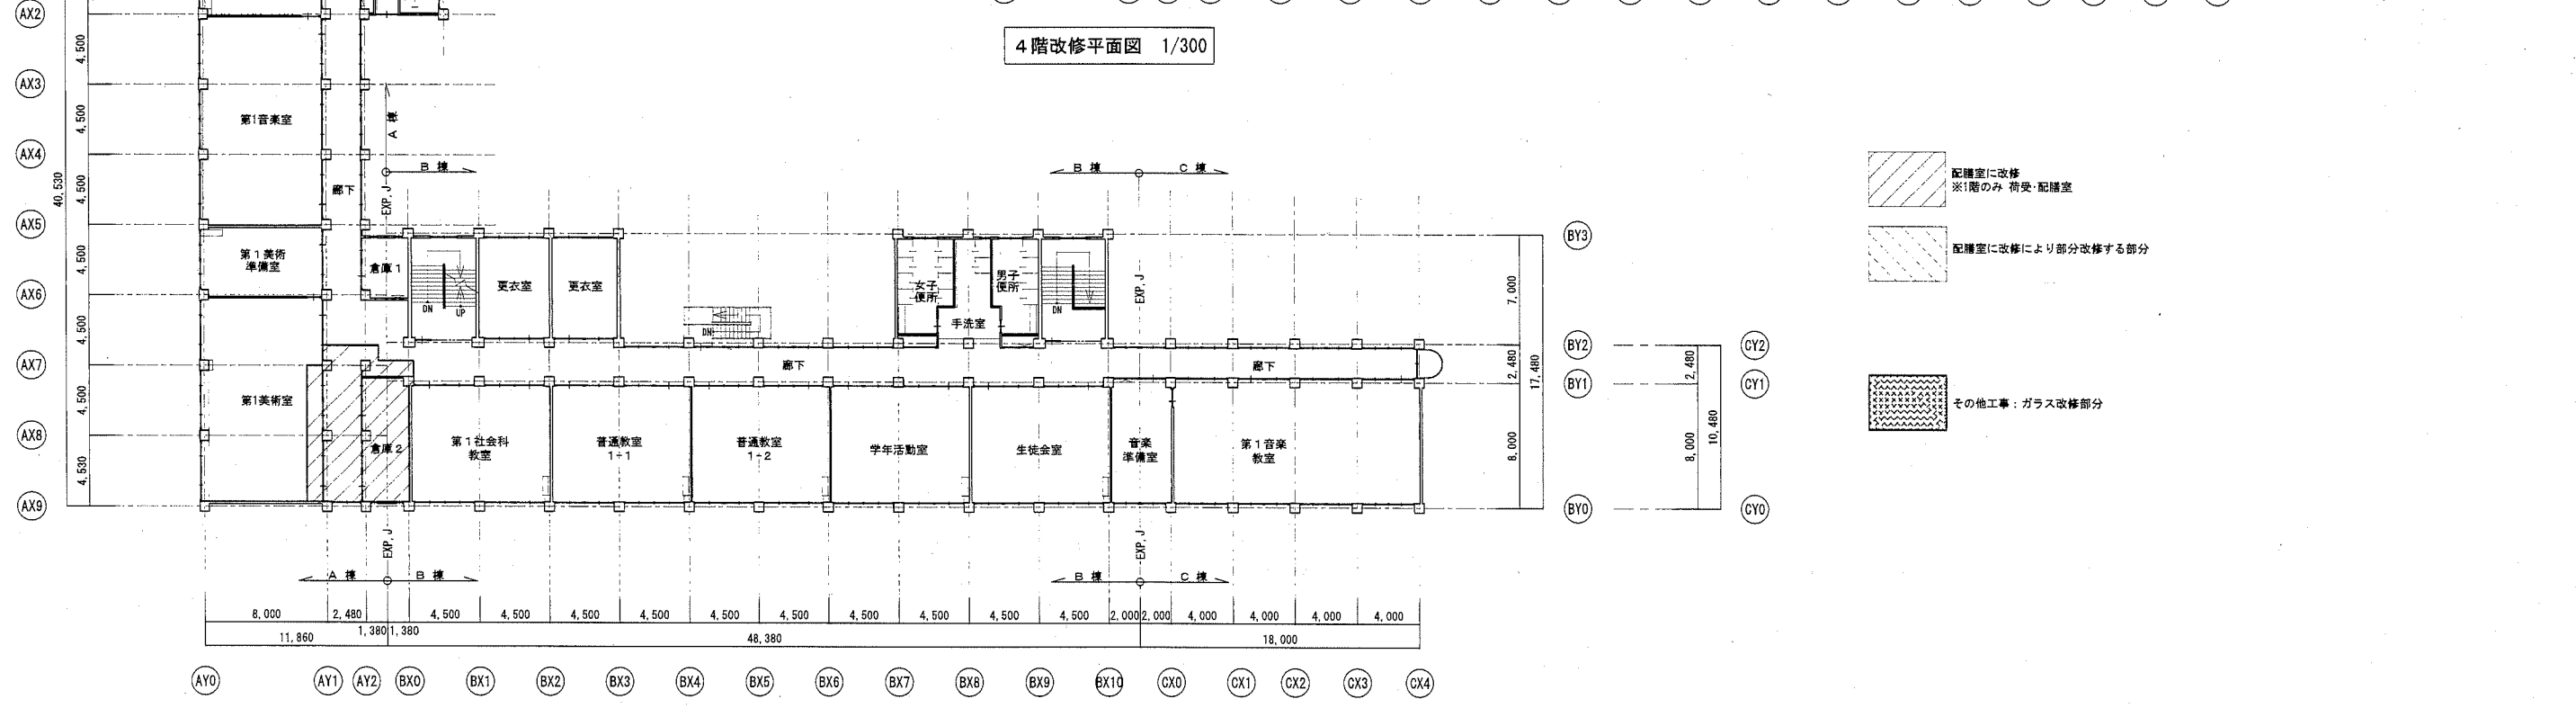 AX2
4階改修平面図 1/300
4,500
AX3
A 棟
4,500
第1音楽室
AX4
B 棟
B 棟
C 棟
配膳室に改修
※1階のみ 荷受・配膳室
40,530
4,500
廊下
EXP,J
AX5
BY3
4,500
第1美術
準備室
倉庫1
更衣室
更衣室
女子
便所
男子
便所
EXP,J
配膳室に改修により部分改修する部分
AX6
DN
UP
DN
DN
7,000
4,500
手洗室
BY2
CY2
AX7
廊下
廊下
2,480
17,480
2,480
BY1
CY1
4,500
第1美術室
その他工事：ガラス改修部分
10,480
AX8
倉庫2
第1社会科
教室
普通教室
1-1
普通教室
1-2
学年活動室
生徒会室
音楽
準備室
第1音楽
教室
8,000
8,000
4,530
AX9
BY0
CY0
EXP,J
EXP,J
A 棟
B 棟
B 棟
C 棟
8,000
2,480
4,500
4,500
4,500
4,500
4,500
4,500
4,500
4,500
4,500
4,500
2,000
2,000
4,000
4,000
4,000
4,000
1,380
1,380
11,860
48,380
18,000
AY0
AY1
AY2
BX0
BX1
BX2
BX3
BX4
BX5
BX6
BX7
BX8
BX9
BX10
CX0
CX1
CX2
CX3
CX4